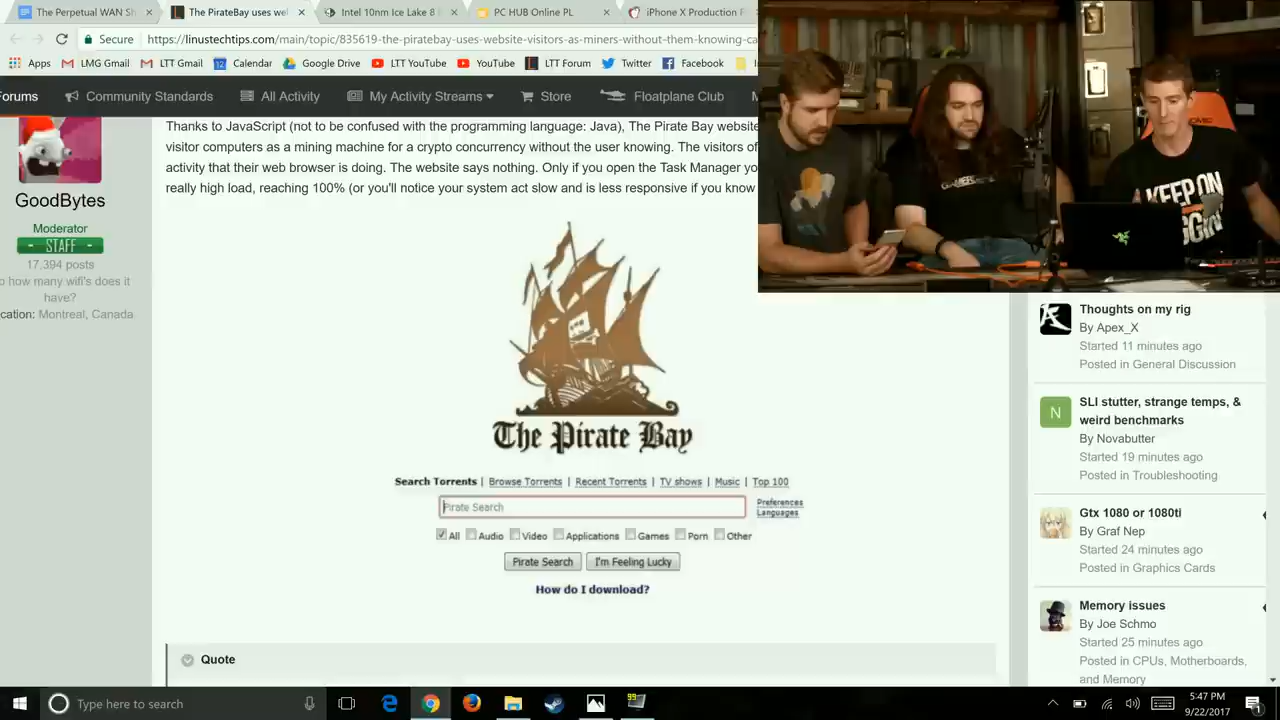 The Perpetual WAN Sh
The PirateBay uses we
Intel 10nm Ice Lake 8
PC HUB Online PL
iPhone X Production
Secure
https://linustechtips.com/main/topic/835619-the-piratebay-uses-website-visitors-as-miners-without-them-knowing-ca
Apps
LMG Gmail
LTT Gmail
Calendar
Google Drive
LTT YouTube
YouTube
LTT Forum
Twitter
Facebook
Forums
Community Standards
All Activity
My Activity Streams
Store
Floatplane Club
Thanks to JavaScript (not to be confused with the programming language: Java), The Pirate Bay website
visitor computers as a mining machine for a crypto concurrency without the user knowing. The visitors of
activity that their web browser is doing. The website says nothing. Only if you open the Task Manager yo
really high load, reaching 100% (or you'll notice your system act slow and is less responsive if you know
GoodBytes
Moderator
- STAFF -
17,394 posts
o how many wifi's does it
have?
cation: Montreal, Canada
The Pirate Bay
Search Torrents | Browse Torrents | Recent Torrents | TV shows | Music | Top 100
Pirate Search
Preferences
Languages
All
Audio
Video
Applications
Games
Porn
Other
Pirate Search
I'm Feeling Lucky
How do I download?
Quote
KEEP ON
Thoughts on my rig
By Apex_X
Started 11 minutes ago
Posted in General Discussion
N
SLI stutter, strange temps, &
weird benchmarks
By Novabutter
Started 19 minutes ago
Posted in Troubleshooting
Gtx 1080 or 1080ti
By Graf Nep
Started 24 minutes ago
Posted in Graphics Cards
Memory issues
By Joe Schmo
Started 25 minutes ago
Posted in CPUs, Motherboards,
and Memory
Type here to search
99
5:47 PM
9/22/2017
1